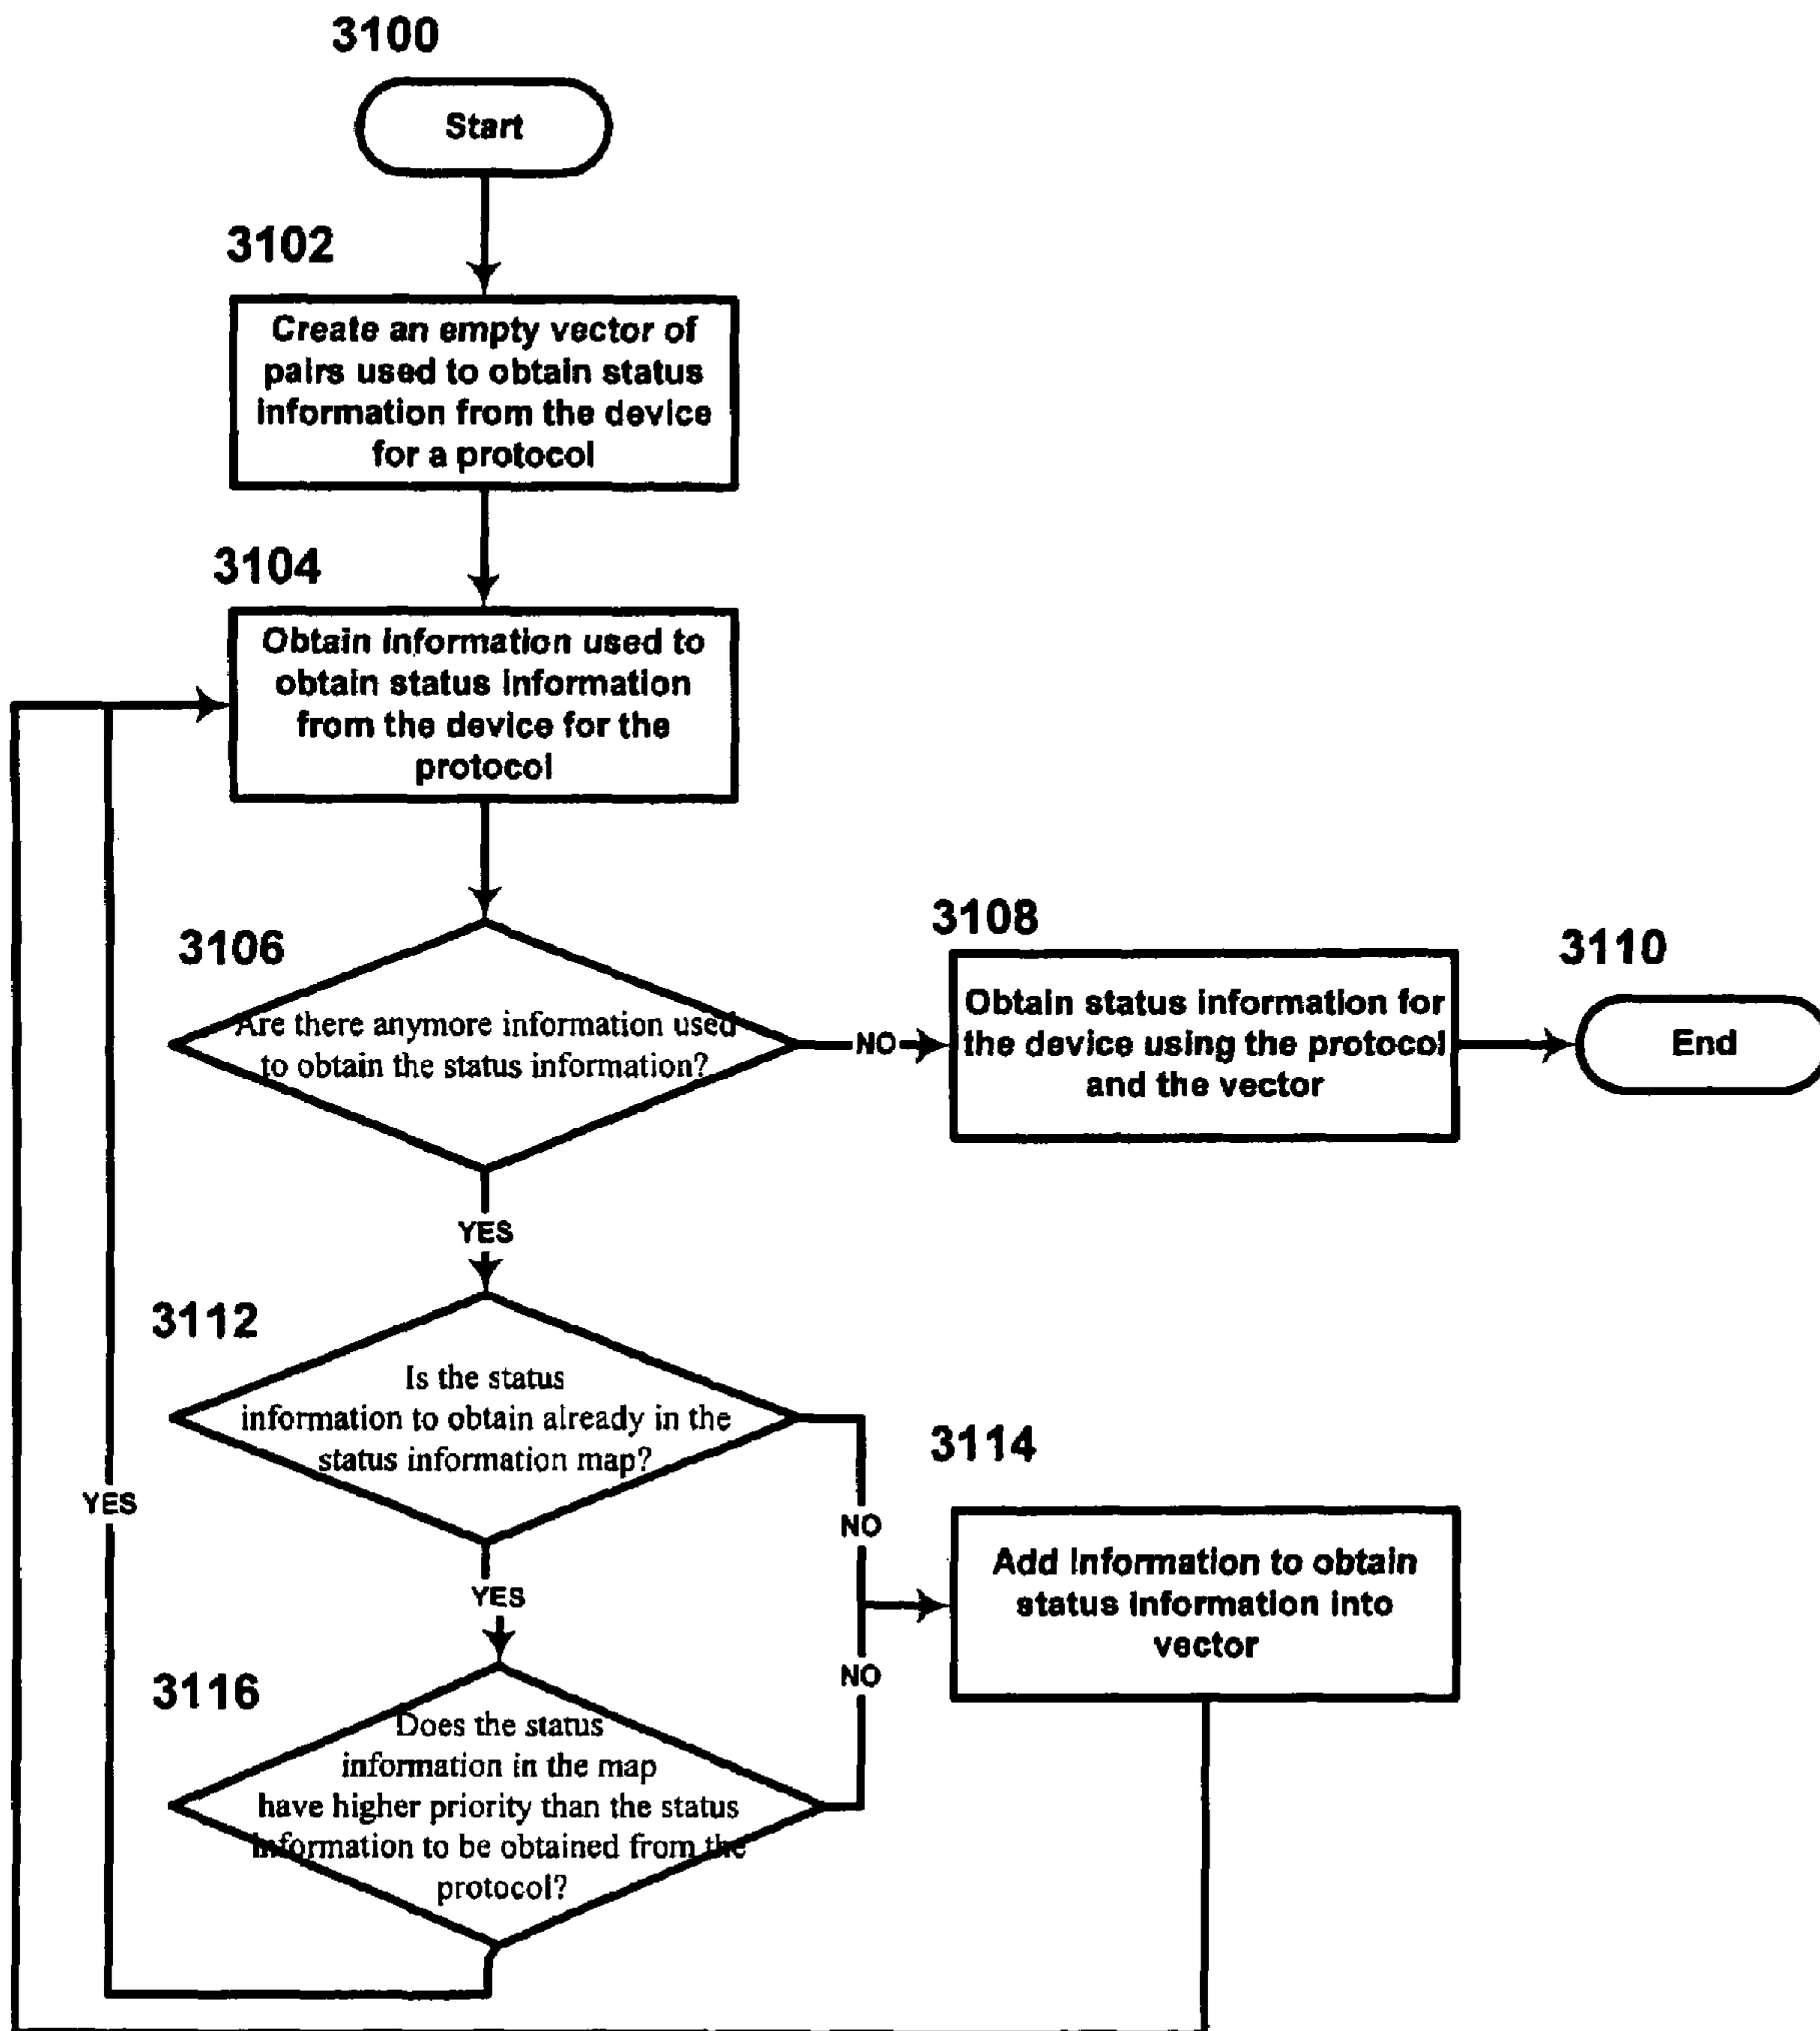 3100
Start
3102
Create an empty vector of
pairs used to obtain status
information from the device
for a protocol
3104
Obtain information used to
obtain status information
from the device for the
protocol
3106
Are there anymore information used
to obtain the status information?
NO
3108
Obtain status information for
the device using the protocol
and the vector
3110
End
YES
3112
Is the status
information to obtain already in the
status information map?
NO
YES
YES
3114
Add information to obtain
status information into
vector
3116
Does the status
information in the map
have higher priority than the status
information to be obtained from the
protocol?
NO